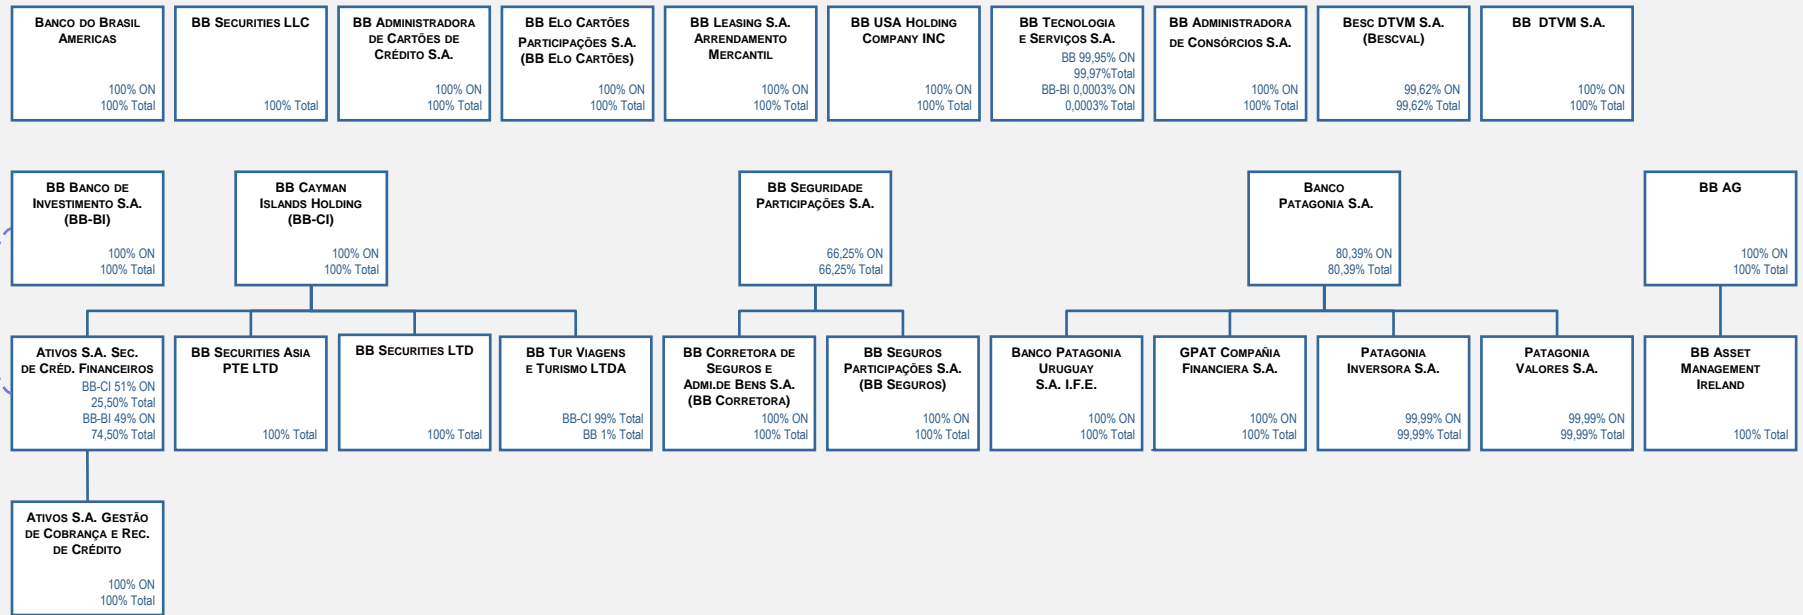 BANCO DO BRASIL
AMERICAS
100% ON
100% Total
BB SECURITIES LLC
100% Total
BB ADMINISTRADORA
DE CARTÕES DE
CRÉDITO S.A.
100% ON
100% Total
BB ELO CARTÕES
PARTICIPAÇÕES S.A.
(BB ELO CARTÕES)
100% ON
100% Total
BB LEASING S.A.
ARRENDAMENTO
MERCANTIL
100% ON
100% Total
BB USA HOLDING
COMPANY INC
100% ON
100% Total
BB TECNOLOGIA
E SERVIÇOS S.A.
BB 99,95% ON
99,97%Total
BB-BI 0,0003% ON
0,0003% Total
BB ADMINISTRADORA
DE CONSÓRCIOS S.A.
100% ON
100% Total
BESC DTVM S.A.
(BESCVAL)
99,62% ON
99,62% Total
BB DTVM S.A.
100% ON
100% Total
BB BANCO DE
INVESTIMENTO S.A.
(BB-BI)
100% ON
100% Total
BB CAYMAN
ISLANDS HOLDING
(BB-CI)
100% ON
100% Total
BB SEGURIDADE
PARTICIPAÇÕES S.A.
66,25% ON
66,25% Total
BANCO
PATAGONIA S.A.
80,39% ON
80,39% Total
BB AG
100% ON
100% Total
ATIVOS S.A. SEC.
DE CRÉD. FINANCEIROS
BB-CI 51% ON
25,50% Total
BB-BI 49% ON
74,50% Total
BB SECURITIES ASIA
PTE LTD
100% Total
BB SECURITIES LTD
100% Total
BB TUR VIAGENS
E TURISMO LTDA
BB-CI 99% Total
BB 1% Total
BB CORRETORA DE
SEGUROS E
ADMI.DE BENS S.A.
(BB CORRETORA)
100% ON
100% Total
BB SEGUROS
PARTICIPAÇÕES S.A.
(BB SEGUROS)
100% ON
100% Total
BANCO PATAGONIA
URUGUAY
S.A. I.F.E.
100% ON
100% Total
GPAT COMPAÑIA
FINANCIERA S.A.
100% ON
100% Total
PATAGONIA
INVERSORA S.A.
99,99% ON
99,99% Total
PATAGONIA
VALORES S.A.
99,99% ON
99,99% Total
BB ASSET
MANAGEMENT
IRELAND
100% Total
ATIVOS S.A. GESTÃO
DE COBRANÇA E REC.
DE CRÉDITO
100% ON
100% Total